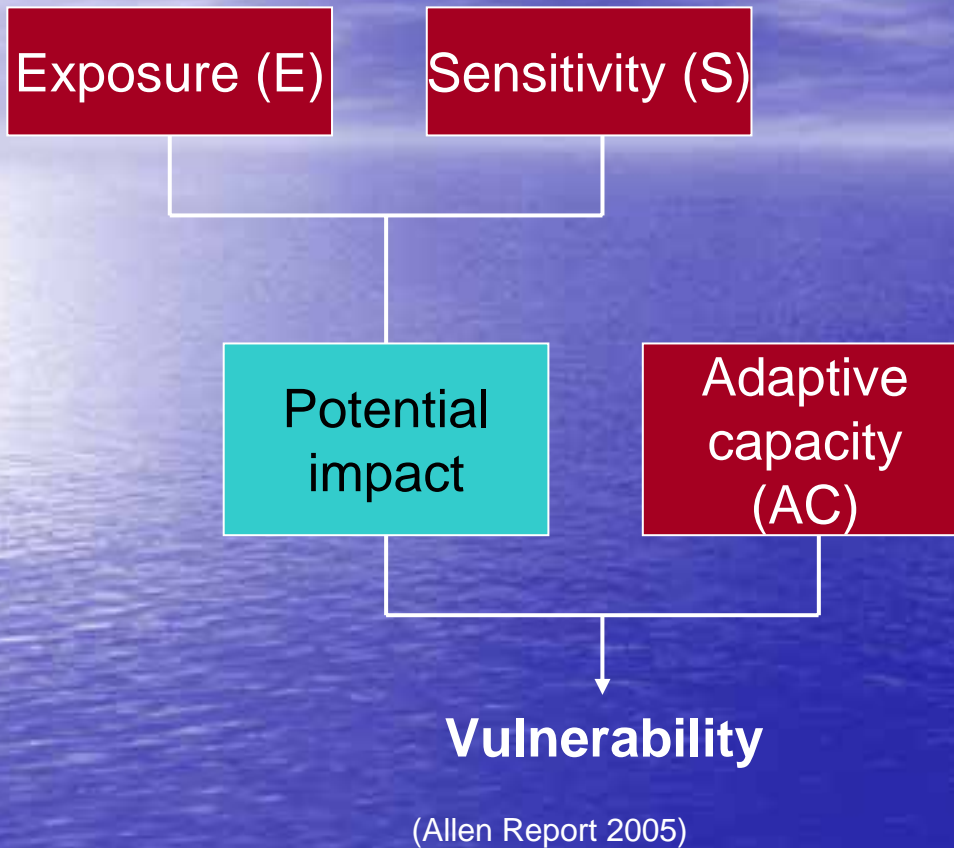 Exposure (E)
Sensitivity (S)
Potential
impact
Adaptive
capacity
(AC)
Vulnerability
(Allen Report 2005)